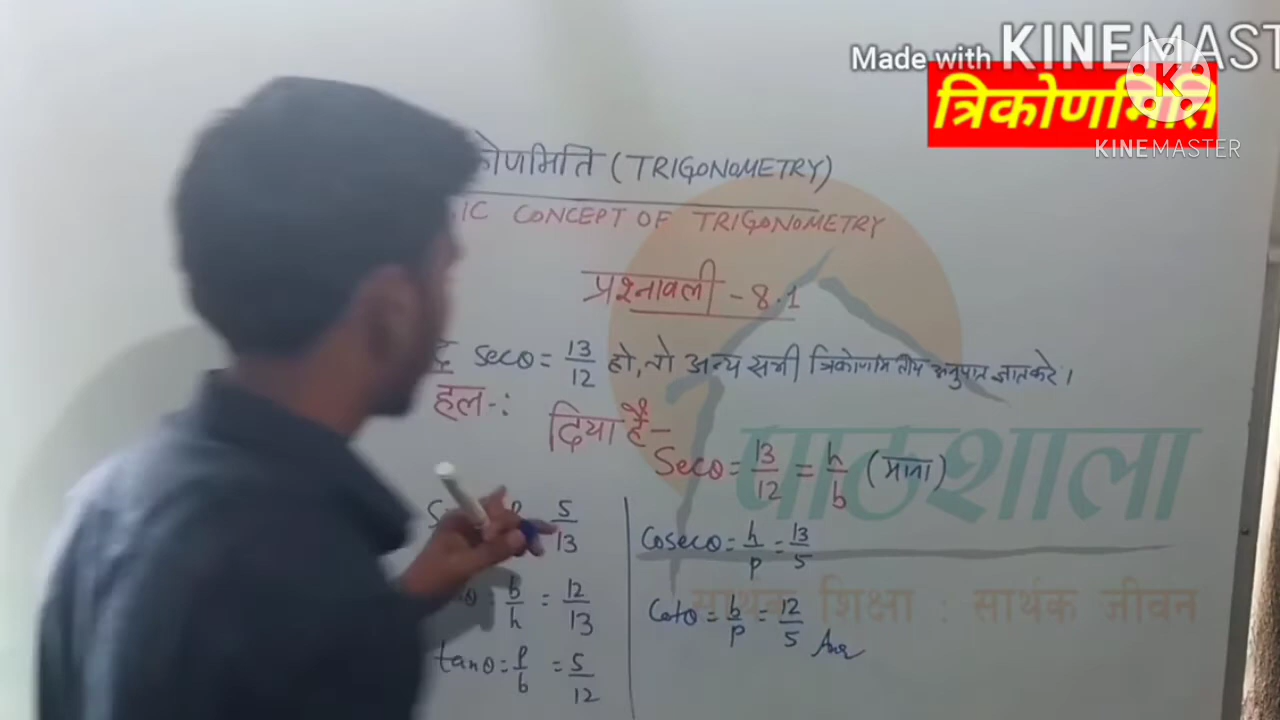 Made with KINEMAST
त्रिकोणमिति
KINEMASTER
कोणमिति (TRIGONOMETRY)
IC CONCEPT OF TRIGONOMETRY
प्रश्नावली - 8.1
secθ = 13/12 हो, तो अन्य सभी त्रिकोणमितीय अनुपात ज्ञात करे।
हल-:
दिया है-
Secθ = 13/12 = h/b (माना)
पाठशाला
सार्थक शिक्षा : सार्थक जीवन
5/13
θ = b/h = 12/13
tanθ = p/b = 5/12
Cosecθ = h/p = 13/5
Cotθ = b/p = 12/5 Ans